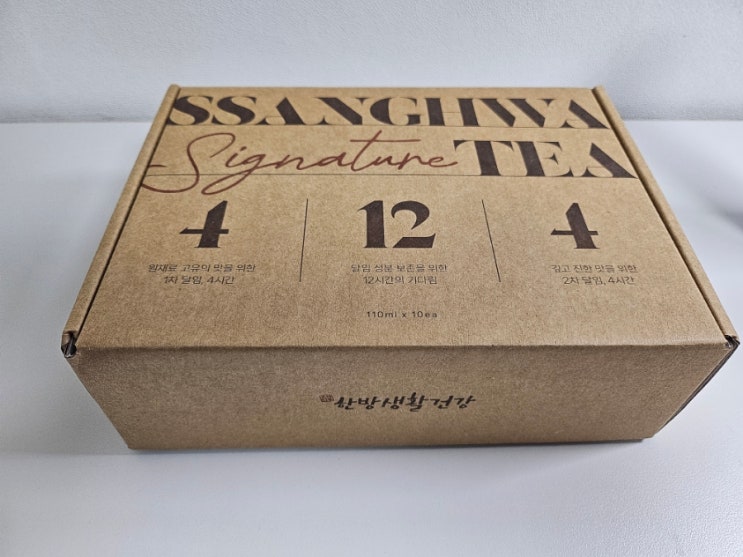 SSANGHWA
Signature TEA
4
원재료 고유의 맛을 위한
1차 달임, 4시간
12
달임 성분 보존을 위한
12시간의 기다림
4
깊고 진한 맛을 위한
2차 달임, 4시간
110ml x 10ea
한방생활건강